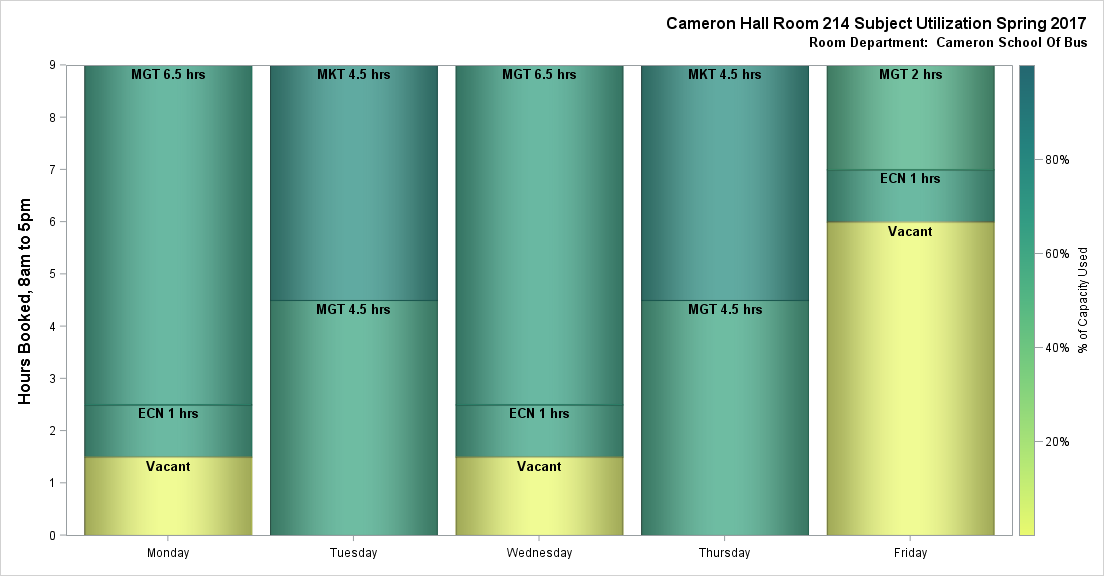 Cameron Hall Room 214 Subject Utilization Spring 2017
Room Department:  Cameron School Of Bus
Hours Booked, 8am to 5pm
9
8
7
6
5
4
3
2
1
0
MGT 6.5 hrs
ECN 1 hrs
Vacant
MKT 4.5 hrs
MGT 4.5 hrs
MGT 6.5 hrs
ECN 1 hrs
Vacant
MKT 4.5 hrs
MGT 4.5 hrs
MGT 2 hrs
ECN 1 hrs
Vacant
Monday
Tuesday
Wednesday
Thursday
Friday
80%
60%
40%
20%
% of Capacity Used